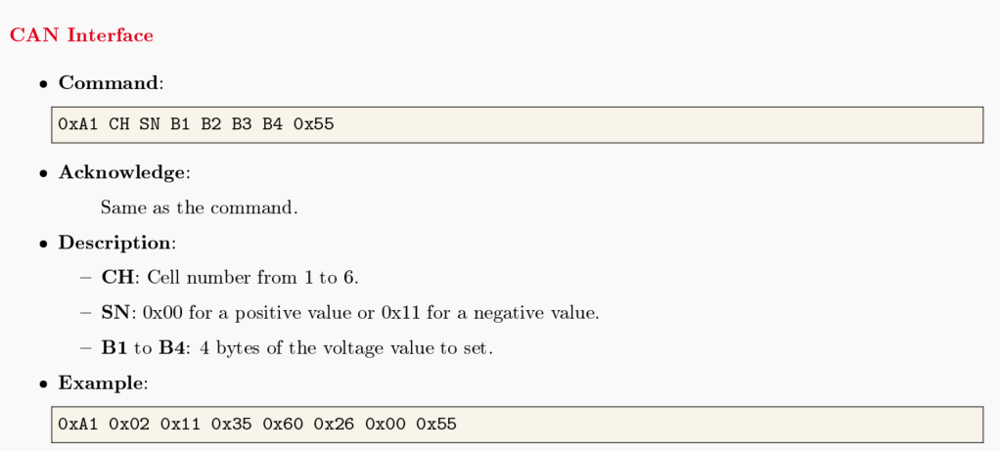 CAN Interface
• Command:
0xA1 CH SN B1 B2 B3 B4 0x55
• Acknowledge:
Same as the command.
• Description:
– CH: Cell number from 1 to 6.
– SN: 0x00 for a positive value or 0x11 for a negative value.
– B1 to B4: 4 bytes of the voltage value to set.
• Example:
0xA1 0x02 0x11 0x35 0x60 0x26 0x00 0x55